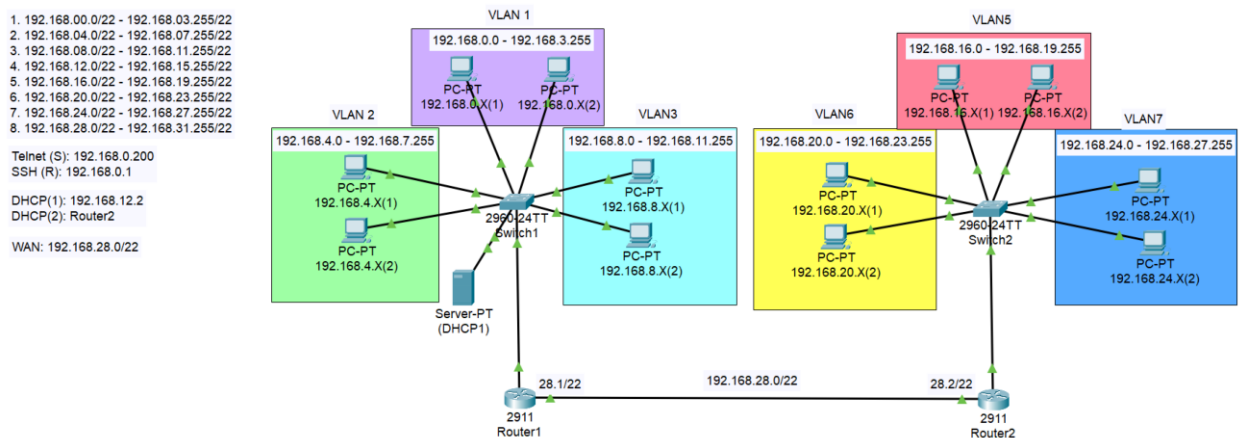 1. 192.168.00.0/22 - 192.168.03.255/22
2. 192.168.04.0/22 - 192.168.07.255/22
3. 192.168.08.0/22 - 192.168.11.255/22
4. 192.168.12.0/22 - 192.168.15.255/22
5. 192.168.16.0/22 - 192.168.19.255/22
6. 192.168.20.0/22 - 192.168.23.255/22
7. 192.168.24.0/22 - 192.168.27.255/22
8. 192.168.28.0/22 - 192.168.31.255/22
Telnet (S): 192.168.0.200
SSH (R): 192.168.0.1
DHCP(1): 192.168.12.2
DHCP(2): Router2
WAN: 192.168.28.0/22
VLAN 1
192.168.0.0 - 192.168.3.255
PC-PT
192.168.0.X(1)
PC-PT
192.168.0.X(2)
VLAN 2
192.168.4.0 - 192.168.7.255
PC-PT
192.168.4.X(1)
PC-PT
192.168.4.X(2)
VLAN3
192.168.8.0 - 192.168.11.255
PC-PT
192.168.8.X(1)
PC-PT
192.168.8.X(2)
2960-24TT
Switch1
Server-PT
(DHCP1)
VLAN5
192.168.16.0 - 192.168.19.255
PC-PT
192.168.16.X(1)
PC-PT
192.168.16.X(2)
VLAN6
192.168.20.0 - 192.168.23.255
PC-PT
192.168.20.X(1)
PC-PT
192.168.20.X(2)
VLAN7
192.168.24.0 - 192.168.27.255
PC-PT
192.168.24.X(1)
PC-PT
192.168.24.X(2)
2960-24TT
Switch2
28.1/22
192.168.28.0/22
28.2/22
2911
Router1
2911
Router2